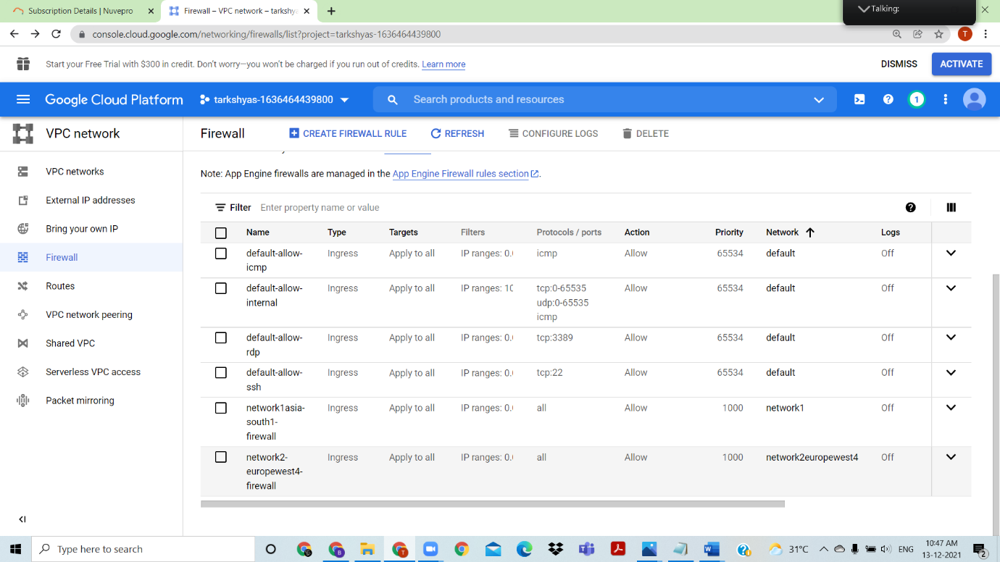 Subscription Details | Nuvepro
Firewall – VPC network – tarkshya
Talking:
console.cloud.google.com/networking/firewalls/list?project=tarkshyas-1636464439800
T
Start your Free Trial with $300 in credit. Don't worry—you won't be charged if you run out of credits. Learn more
DISMISS
ACTIVATE
Google Cloud Platform
tarkshyas-1636464439800
Search products and resources
1
VPC network
Firewall
CREATE FIREWALL RULE
REFRESH
CONFIGURE LOGS
DELETE
VPC networks
External IP addresses
Bring your own IP
Firewall
Routes
VPC network peering
Shared VPC
Serverless VPC access
Packet mirroring
Note: App Engine firewalls are managed in the App Engine Firewall rules section.
Filter Enter property name or value
Name Type Targets Filters Protocols / ports Action Priority Network Logs
default-allow- Ingress Apply to all IP ranges: 0. icmp Allow 65534 default Off
icmp
default-allow- Ingress Apply to all IP ranges: 10 tcp:0-65535 Allow 65534 default Off
internal udp:0-65535
icmp
default-allow- Ingress Apply to all IP ranges: 0. tcp:3389 Allow 65534 default Off
rdp
default-allow- Ingress Apply to all IP ranges: 0. tcp:22 Allow 65534 default Off
ssh
network1asia- Ingress Apply to all IP ranges: 0. all Allow 1000 network1 Off
south1-
firewall
network2- Ingress Apply to all IP ranges: 0. all Allow 1000 network2europewest4 Off
europewest4-
firewall
Type here to search
31°C
ENG
10:47 AM
13-12-2021
2